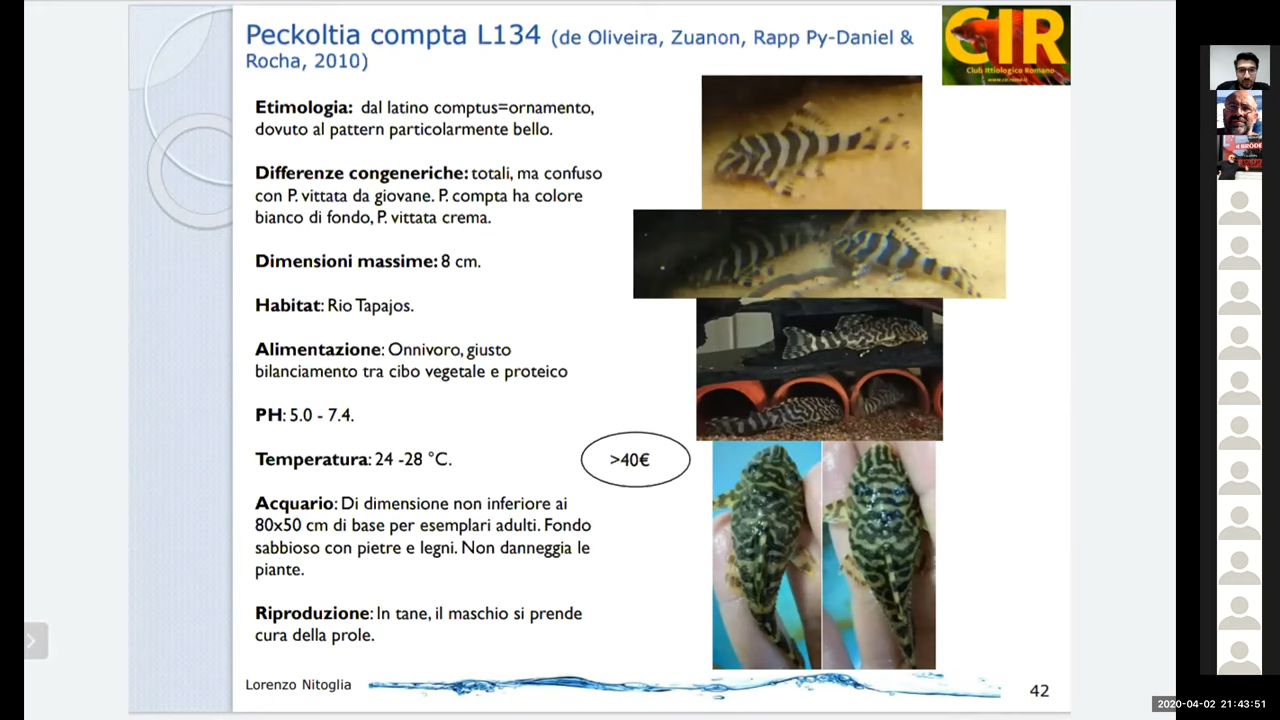 Peckoltia compta L134 (de Oliveira, Zuanon, Rapp Py-Daniel &
Rocha, 2010)
CIR
Club Ittiologico Romano
Etimologia: dal latino comptus=ornamento,
dovuto al pattern particolarmente bello.
Differenze congeneriche: totali, ma confuso
con P. vittata da giovane. P. compta ha colore
bianco di fondo, P. vittata crema.
Dimensioni massime: 8 cm.
Habitat: Rio Tapajos.
Alimentazione: Onnivoro, giusto
bilanciamento tra cibo vegetale e proteico
PH: 5.0 - 7.4.
Temperatura: 24 -28 °C.
>40€
Acquario: Di dimensione non inferiore ai
80x50 cm di base per esemplari adulti. Fondo
sabbioso con pietre e legni. Non danneggia le
piante.
Riproduzione: In tane, il maschio si prende
cura della prole.
Lorenzo Nitoglia
42
2020-04-02 21:43:51